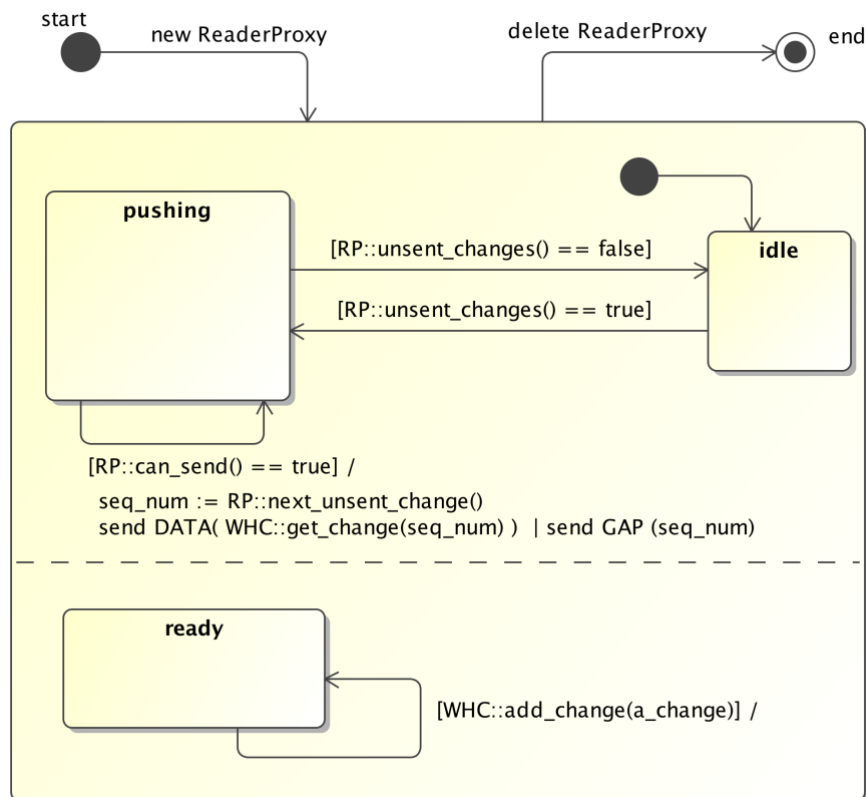 start
new ReaderProxy
delete ReaderProxy
end
pushing
[RP::unsent_changes() == false]
idle
[RP::unsent_changes() == true]
[RP::can_send() == true] /
seq_num := RP::next_unsent_change()
send DATA( WHC::get_change(seq_num) ) | send GAP (seq_num)
ready
[WHC::add_change(a_change)] /